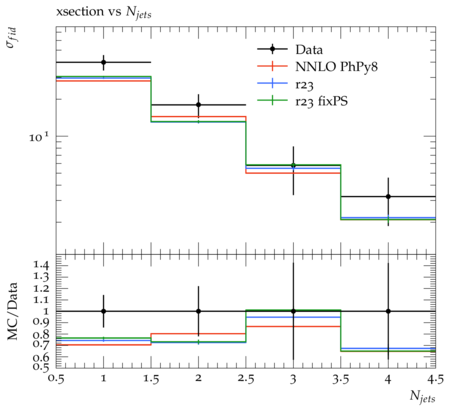 xsection vs N_jets
σ_fid
Data
NNLO PhPy8
r23
r23 fixPS
10^1
MC/Data
1.4
1.3
1.2
1.1
1
0.9
0.8
0.7
0.6
0.5
0.5 1 1.5 2 2.5 3 3.5 4 4.5
N_jets